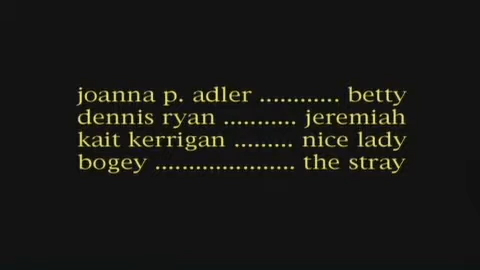 joanna p. adler ............ betty
dennis ryan ........... jeremiah
kait kerrigan ......... nice lady
bogey ..................... the stray